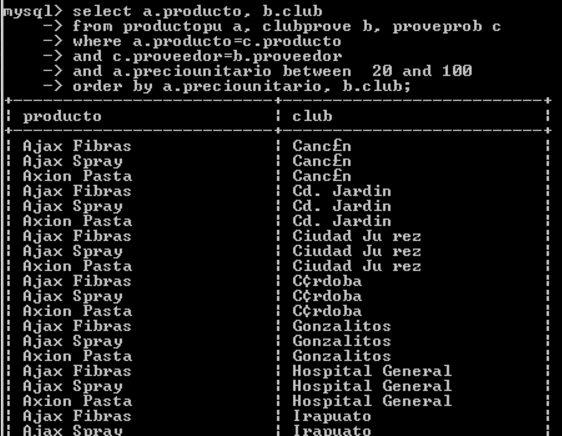 mysql> select a.producto, b.club
-> from productopu a, clubprove b, proveprob c
-> where a.producto=c.producto
-> and c.proveedor=b.proveedor
-> and a.preciounitario between  20 and 100
-> order by a.preciounitario, b.club;
producto | club
Ajax Fibras | Canc£n
Ajax Spray | Canc£n
Axion Pasta | Canc£n
Ajax Fibras | Cd. Jardin
Ajax Spray | Cd. Jardin
Axion Pasta | Cd. Jardin
Ajax Fibras | Ciudad Ju rez
Ajax Spray | Ciudad Ju rez
Axion Pasta | Ciudad Ju rez
Ajax Fibras | C¢rdoba
Ajax Spray | C¢rdoba
Axion Pasta | C¢rdoba
Ajax Fibras | Gonzalitos
Ajax Spray | Gonzalitos
Axion Pasta | Gonzalitos
Ajax Fibras | Hospital General
Ajax Spray | Hospital General
Axion Pasta | Hospital General
Ajax Fibras | Irapuato
Ajax Spray | Irapuato